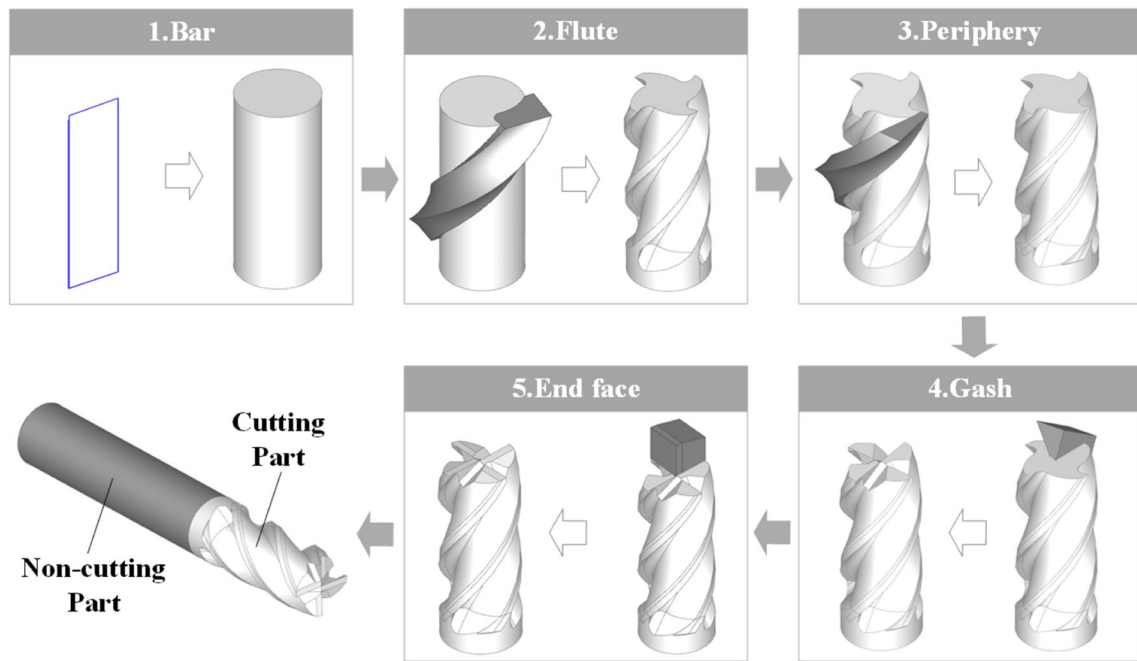 1.Bar
2.Flute
3.Periphery
4.Gash
5.End face
Cutting
Part
Non-cutting
Part